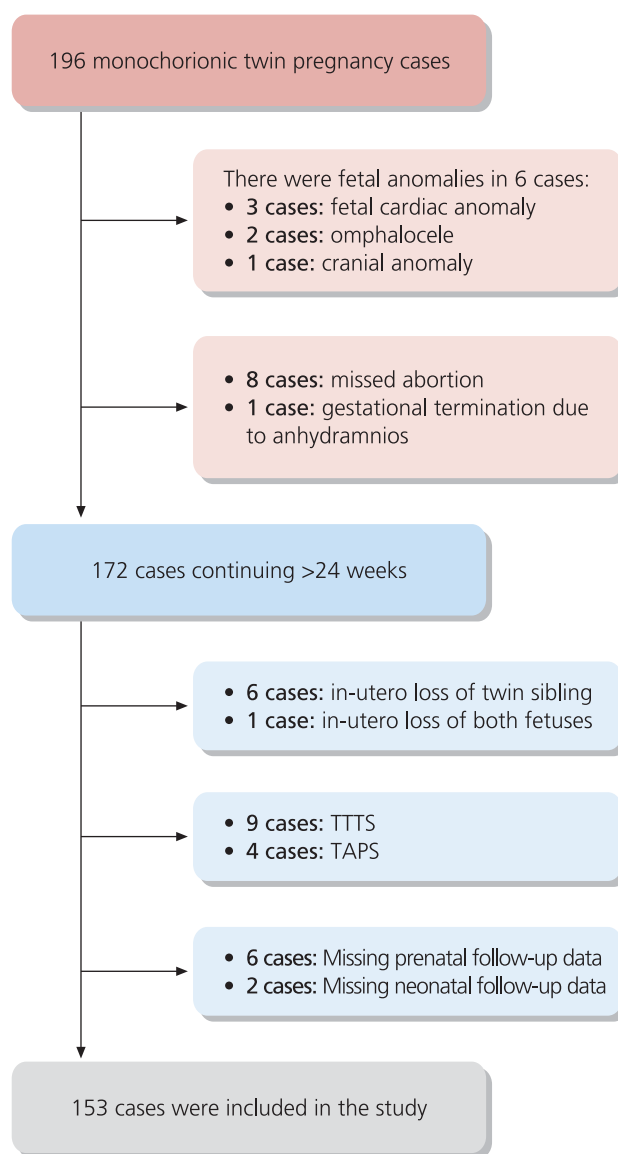 196 monochorionic twin pregnancy cases
There were fetal anomalies in 6 cases:
• 3 cases: fetal cardiac anomaly
• 2 cases: omphalocele
• 1 case: cranial anomaly
• 8 cases: missed abortion
• 1 case: gestational termination due
to anhydramnios
172 cases continuing >24 weeks
• 6 cases: in-utero loss of twin sibling
• 1 case: in-utero loss of both fetuses
• 9 cases: TTTS
• 4 cases: TAPS
• 6 cases: Missing prenatal follow-up data
• 2 cases: Missing neonatal follow-up data
153 cases were included in the study